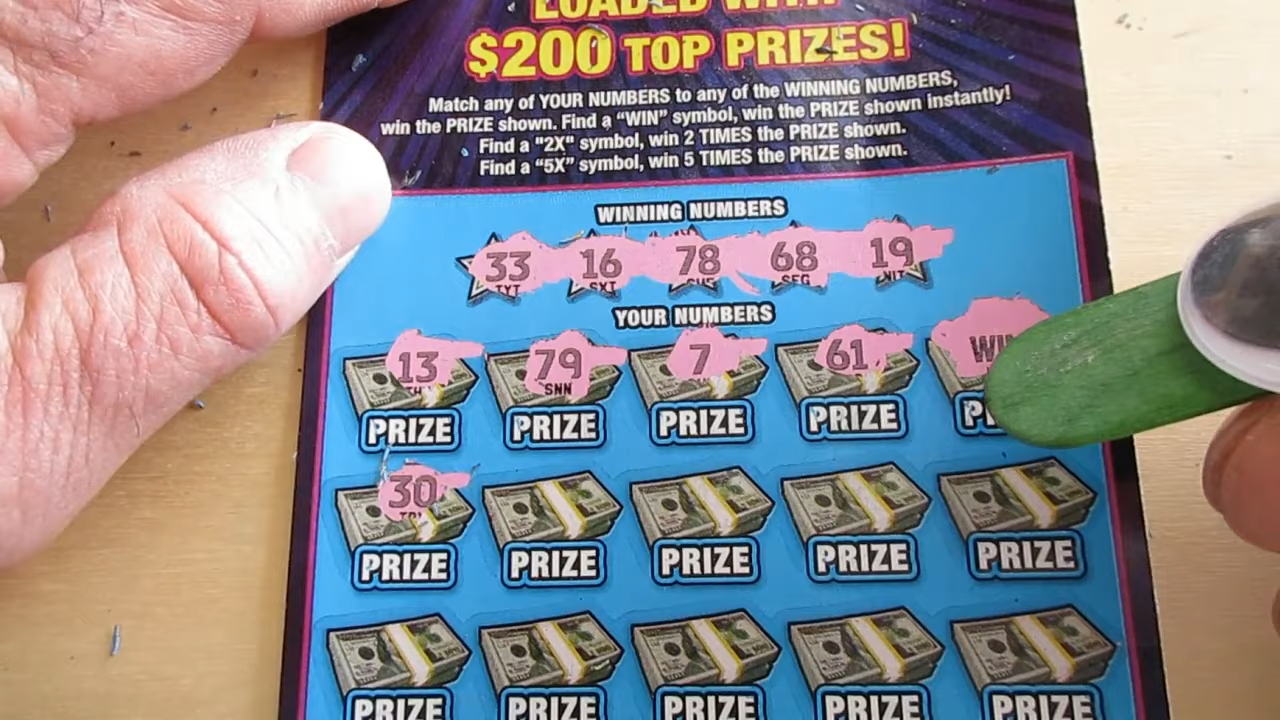 LOADED WITH
$200 TOP PRIZES!
Match any of YOUR NUMBERS to any of the WINNING NUMBERS,
win the PRIZE shown. Find a “WIN” symbol, win the PRIZE shown instantly!
Find a "2X" symbol, win 2 TIMES the PRIZE shown.
Find a “5X” symbol, win 5 TIMES the PRIZE shown.
WINNING NUMBERS
33 16 78 68 19
TYT SXT SEG NIT
YOUR NUMBERS
13 79 7 61
SNN
PRIZE PRIZE PRIZE PRIZE
30
PRIZE PRIZE PRIZE PRIZE PRIZE
PRIZE PRIZE PRIZE PRIZE PRIZE